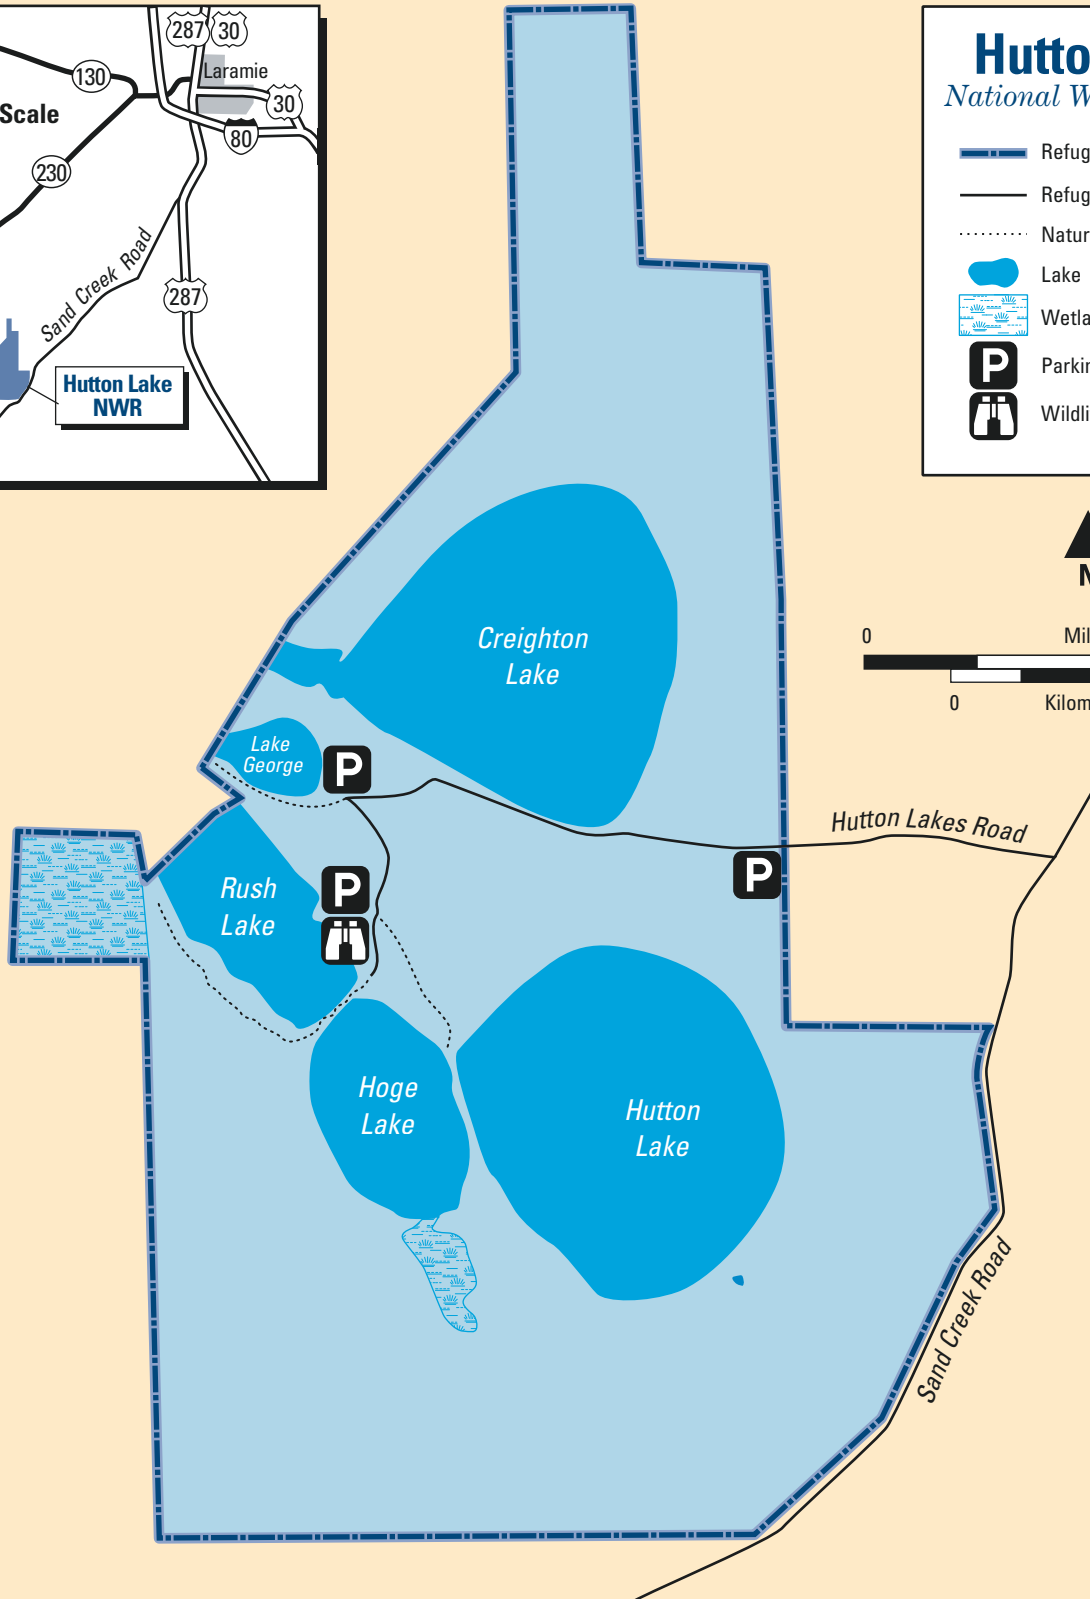 287
30
130
Laramie
30
Scale
80
230
Sand Creek Road
287
Hutton Lake
NWR
Hutto
National W
Refug
Refug
Natur
Lake
Wetla
P
Parkin
Wildli
N
0
Mil
0
Kilom
Creighton
Lake
Lake
George
P
Hutton Lakes Road
P
Rush
Lake
P
Hoge
Lake
Hutton
Lake
Sand Creek Road